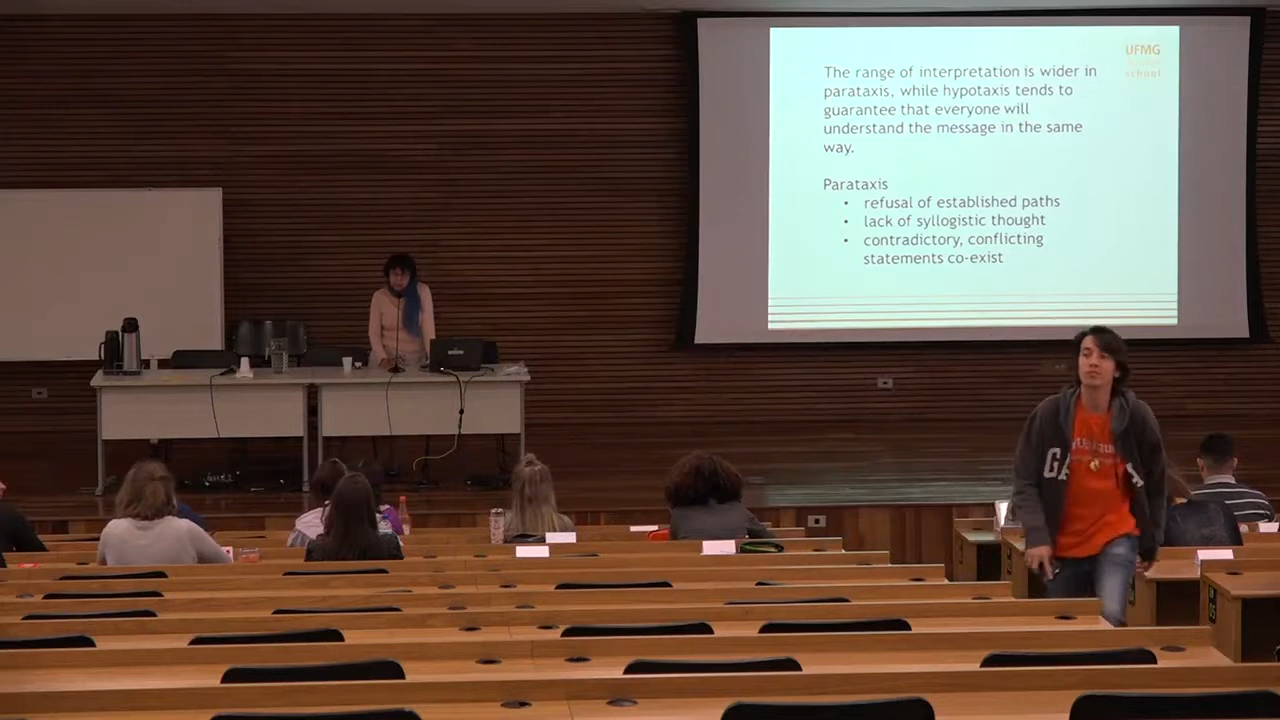 UFMG
school
The range of interpretation is wider in
parataxis, while hypotaxis tends to
guarantee that everyone will
understand the message in the same
way.
Parataxis
• refusal of established paths
• lack of syllogistic thought
• contradictory, conflicting
statements co-exist